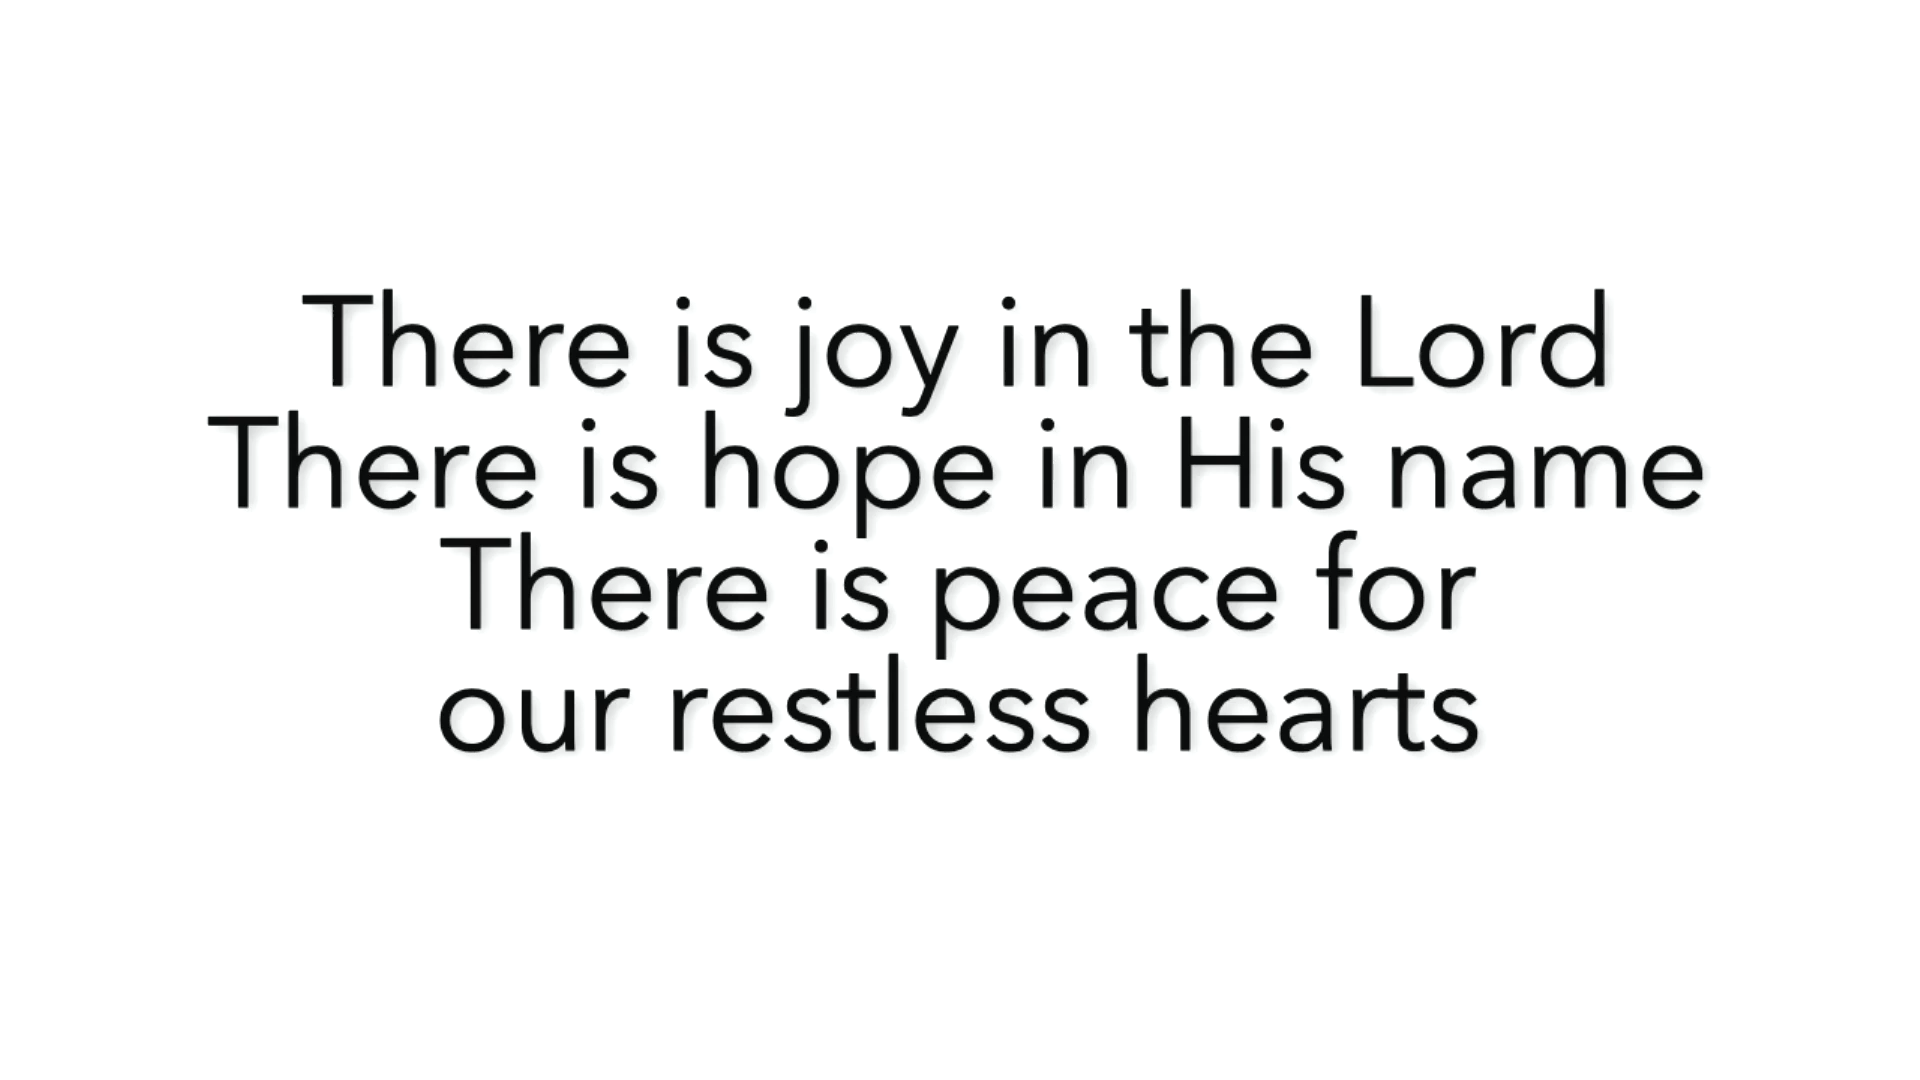 There is joy in the Lord
There is hope in His name
There is peace for
our restless hearts